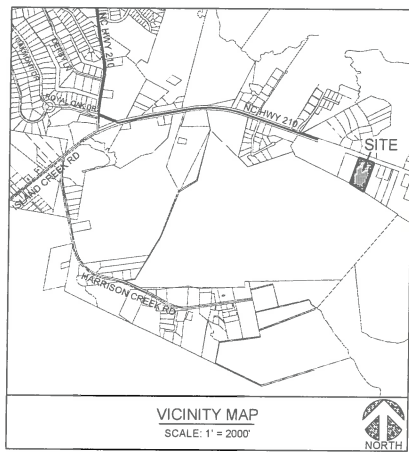 NC HWY 210
ROYAL OAK DR
NC HWY 210
SITE
ISLAND CREEK RD
HARRISON CREEK RD
VICINITY MAP
SCALE: 1' = 2000'
NORTH